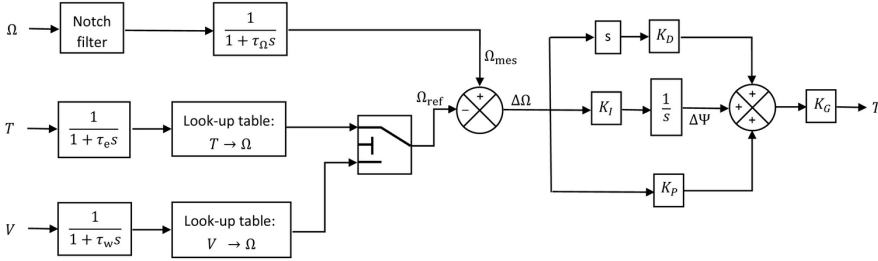 Ω
Notch
filter
1
1 + τ_Ω s
Ω_mes
T
1
1 + τ_e s
Look-up table:
T → Ω
Ω_ref
V
1
1 + τ_w s
Look-up table:
V → Ω
+
−
ΔΩ
s
K_D
K_I
1
s
ΔΨ
K_P
+
+
+
K_G
T